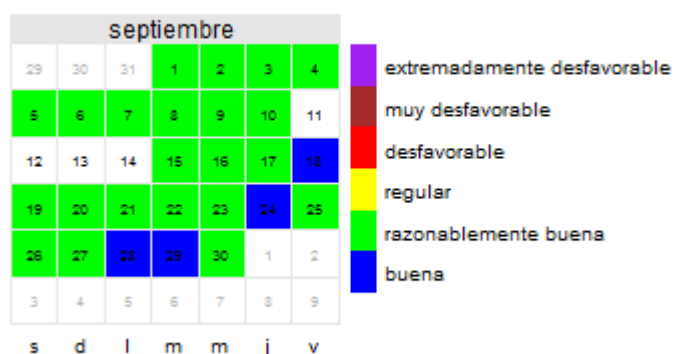 septiembre
29 30 31 1 2 3 4
5 6 7 8 9 10 11
12 13 14 15 16 17 18
19 20 21 22 23 24 25
26 27 28 29 30 1 2
3 4 5 6 7 8 9
s d l m m j v
extremadamente desfavorable
muy desfavorable
desfavorable
regular
razonablemente buena
buena